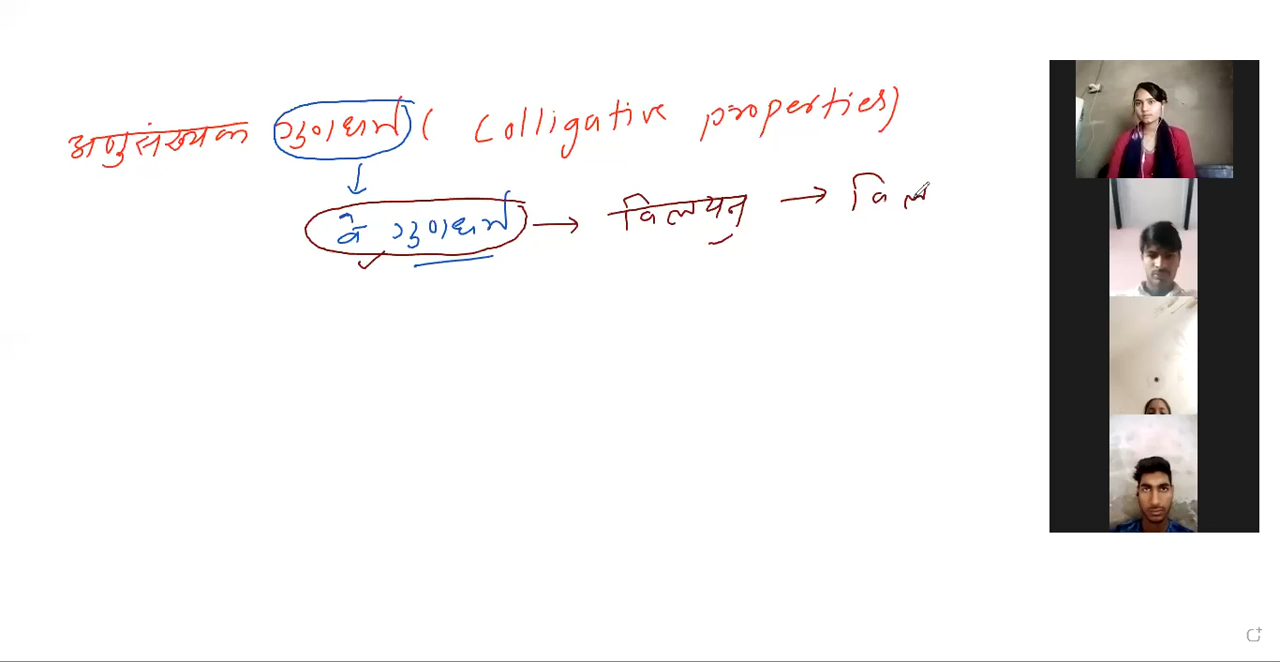 अणुसंख्यक गुणधर्म ( Colligative properties)
↓
वे गुणधर्म → विलयन → विल